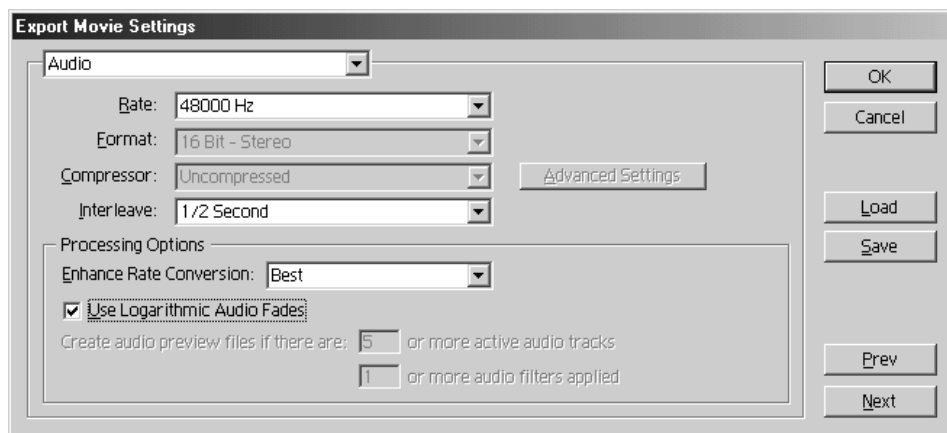 Export Movie Settings
Audio
Rate: 48000 Hz
Format: 16 Bit - Stereo
Compressor: Uncompressed Advanced Settings
Interleave: 1/2 Second
Processing Options
Enhance Rate Conversion: Best
Use Logarithmic Audio Fades
Create audio preview files if there are: 5 or more active audio tracks
1 or more audio filters applied
OK
Cancel
Load
Save
Prev
Next